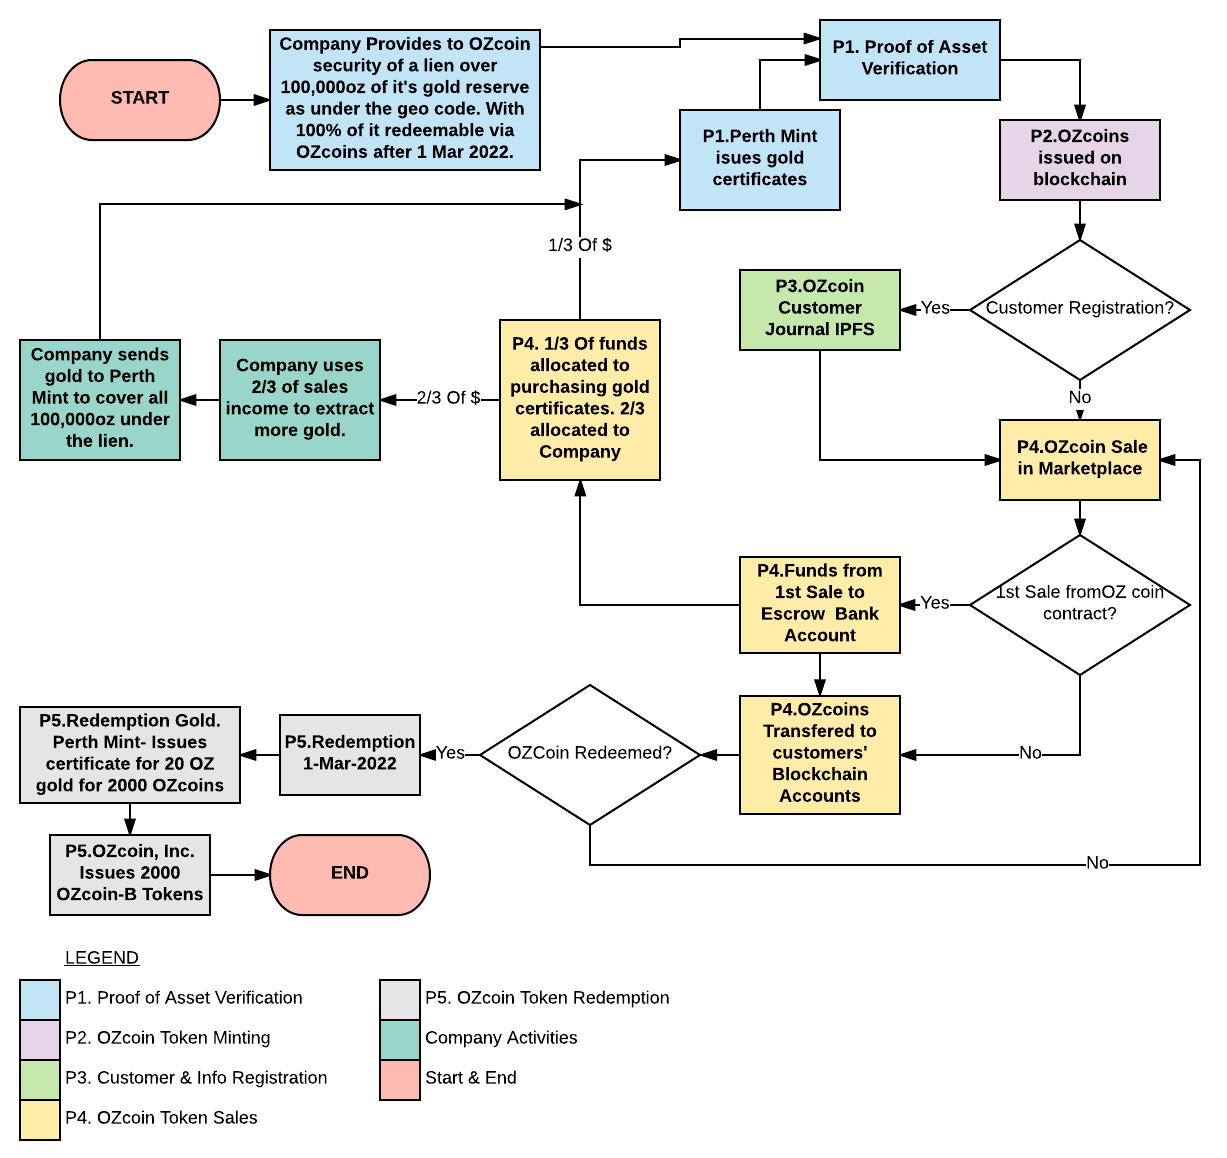 START
Company Provides to OZcoin
security of a lien over
100,000oz of it's gold reserve
as under the geo code. With
100% of it redeemable via
OZcoins after 1 Mar 2022.
P1. Proof of Asset
Verification
P1.Perth Mint
isues gold
certificates
P2.OZcoins
issued on
blockchain
1/3 Of $
P3.OZcoin
Customer
Journal IPFS
Yes
Customer Registration?
No
Company sends
gold to Perth
Mint to cover all
100,000oz under
the lien.
Company uses
2/3 of sales
income to extract
more gold.
2/3 Of $
P4. 1/3 Of funds
allocated to
purchasing gold
certificates. 2/3
allocated to
Company
P4.OZcoin Sale
in Marketplace
P4.Funds from
1st Sale to
Escrow  Bank
Account
Yes
1st Sale fromOZ coin
contract?
No
P4.OZcoins
Transfered to
customers'
Blockchain
Accounts
OZCoin Redeemed?
Yes
No
P5.Redemption
1-Mar-2022
P5.Redemption Gold.
Perth Mint- Issues
certificate for 20 OZ
gold for 2000 OZcoins
P5.OZcoin, Inc.
Issues 2000
OZcoin-B Tokens
END
LEGEND
P1. Proof of Asset Verification
P2. OZcoin Token Minting
P3. Customer & Info Registration
P4. OZcoin Token Sales
P5. OZcoin Token Redemption
Company Activities
Start & End